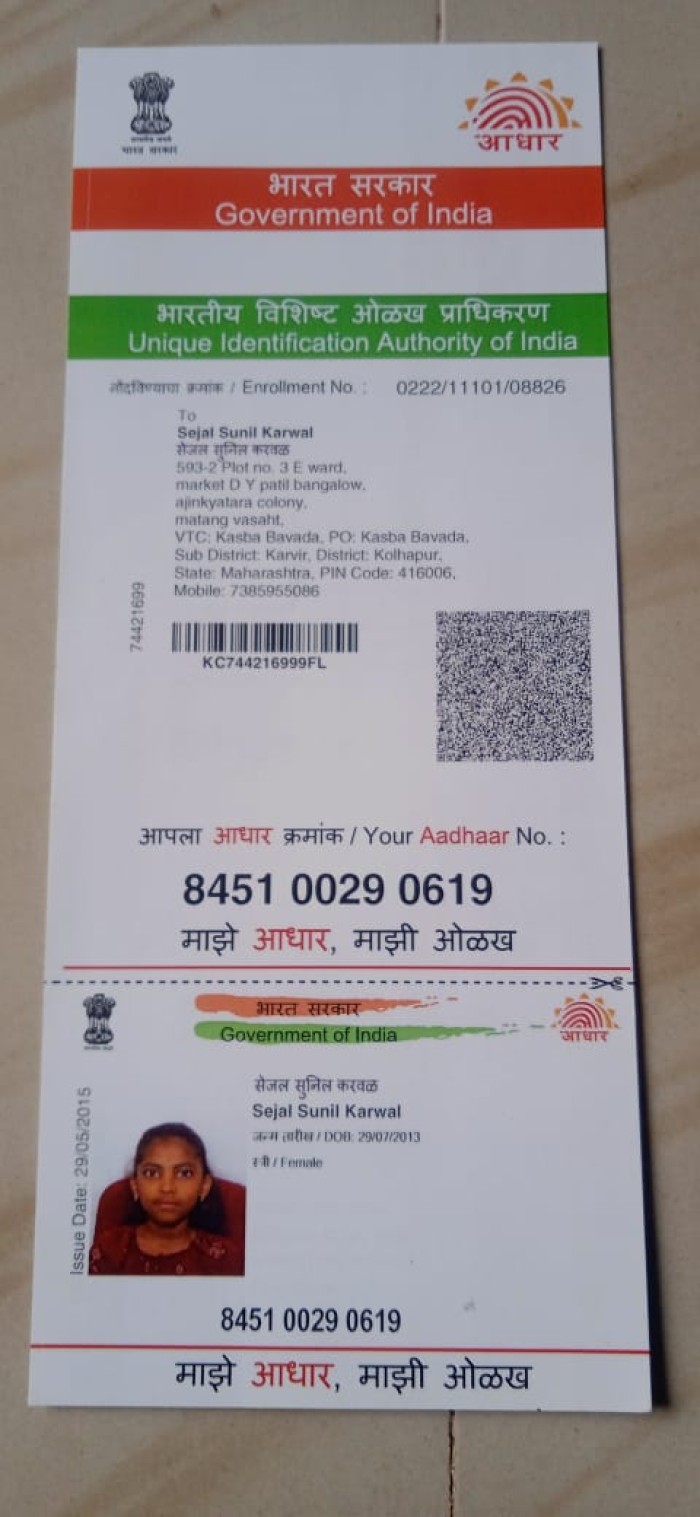 भारत सरकार
आधार
भारत सरकार
Government of India
भारतीय विशिष्ट ओळख प्राधिकरण
Unique Identification Authority of India
नोंदविण्याचा क्रमांक / Enrollment No. : 0222/11101/08826
To
Sejal Sunil Karwal
सेजल सुनिल करवळ
593-2 Plot no. 3 E ward,
market D Y patil bangalow,
ajinkyatara colony,
matang vasaht,
VTC: Kasba Bavada, PO: Kasba Bavada,
Sub District: Karvir, District: Kolhapur,
State: Maharashtra, PIN Code: 416006,
Mobile: 7385955086
74421699
KC744216999FL
आपला आधार क्रमांक / Your Aadhaar No. :
8451 0029 0619
माझे आधार, माझी ओळख
भारत सरकार
Government of India
आधार
सेजल सुनिल करवळ
Sejal Sunil Karwal
जन्म तारीख / DOB: 29/07/2013
स्त्री / Female
Issue Date: 29/05/2015
8451 0029 0619
माझे आधार, माझी ओळख